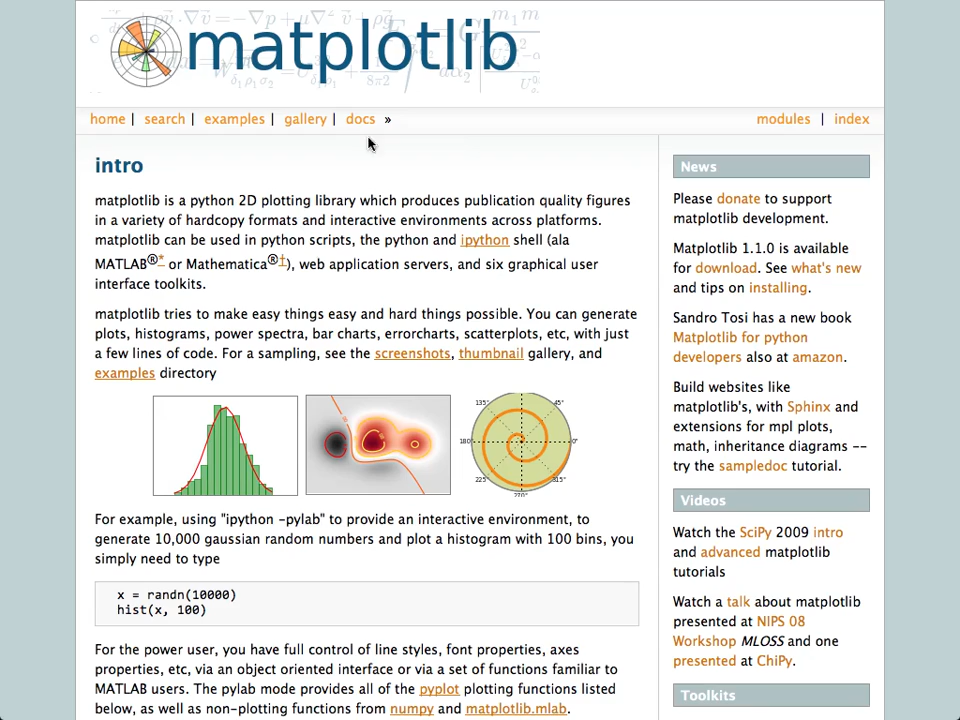 matplotlib
home | search | examples | gallery | docs »
modules | index
intro
matplotlib is a python 2D plotting library which produces publication quality figures
in a variety of hardcopy formats and interactive environments across platforms.
matplotlib can be used in python scripts, the python and ipython shell (ala
MATLAB®* or Mathematica®†), web application servers, and six graphical user
interface toolkits.
matplotlib tries to make easy things easy and hard things possible. You can generate
plots, histograms, power spectra, bar charts, errorcharts, scatterplots, etc, with just
a few lines of code. For a sampling, see the screenshots, thumbnail gallery, and
examples directory
135°
45°
180°
0°
225°
315°
270°
For example, using "ipython -pylab" to provide an interactive environment, to
generate 10,000 gaussian random numbers and plot a histogram with 100 bins, you
simply need to type
x = randn(10000)
hist(x, 100)
For the power user, you have full control of line styles, font properties, axes
properties, etc, via an object oriented interface or via a set of functions familiar to
MATLAB users. The pylab mode provides all of the pyplot plotting functions listed
below, as well as non-plotting functions from numpy and matplotlib.mlab.
News
Please donate to support
matplotlib development.
Matplotlib 1.1.0 is available
for download. See what's new
and tips on installing.
Sandro Tosi has a new book
Matplotlib for python
developers also at amazon.
Build websites like
matplotlib's, with Sphinx and
extensions for mpl plots,
math, inheritance diagrams --
try the sampledoc tutorial.
Videos
Watch the SciPy 2009 intro
and advanced matplotlib
tutorials
Watch a talk about matplotlib
presented at NIPS 08
Workshop MLOSS and one
presented at ChiPy.
Toolkits